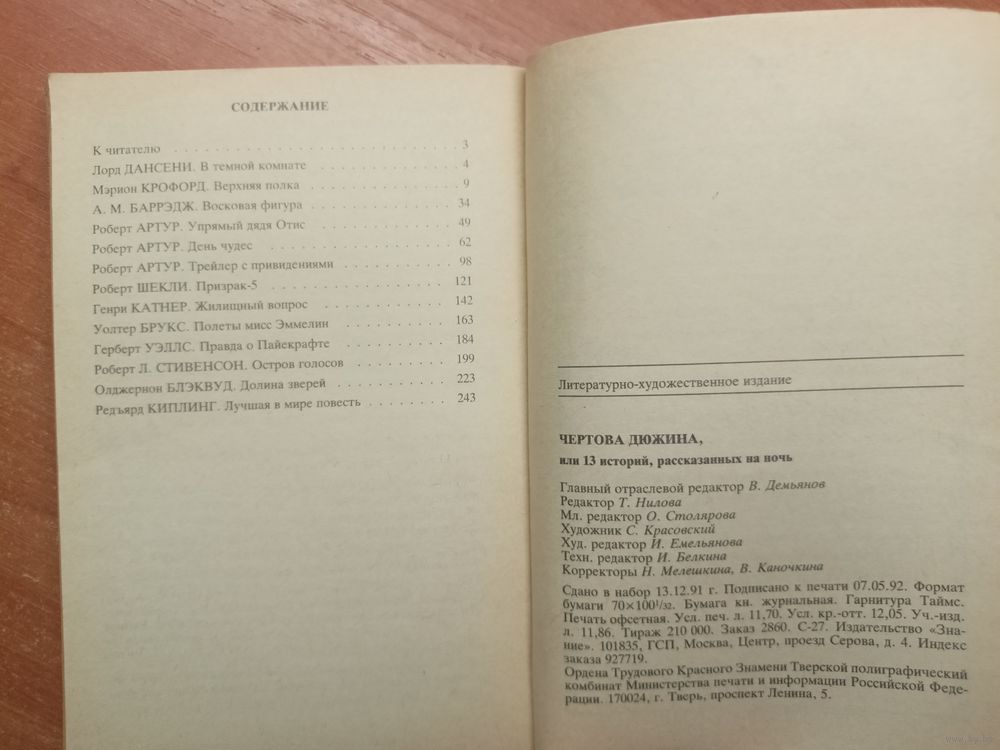 СОДЕРЖАНИЕ
К читателю . . . . . . . . . . . . . . . . . . . . . . . . . . . 3
Лорд ДАНСЕНИ. В темной комнате . . . . . . . . . . . . . 4
Мэрион КРОФОРД. Верхняя полка . . . . . . . . . . . . . 9
А. М. БАРРЭДЖ. Восковая фигура . . . . . . . . . . . . . 34
Роберт АРТУР. Упрямый дядя Отис . . . . . . . . . . . . 49
Роберт АРТУР. День чудес . . . . . . . . . . . . . . . . 62
Роберт АРТУР. Трейлер с привидениями . . . . . . . . . . 98
Роберт ШЕКЛИ. Призрак-5 . . . . . . . . . . . . . . . . 121
Генри КАТНЕР. Жилищный вопрос . . . . . . . . . . . . 142
Уолтер БРУКС. Полеты мисс Эммелин . . . . . . . . . . 163
Герберт УЭЛЛС. Правда о Пайекрафте . . . . . . . . . . 184
Роберт Л. СТИВЕНСОН. Остров голосов . . . . . . . . . 199
Олджернон БЛЭКВУД. Долина зверей . . . . . . . . . . 223
Редъярд КИПЛИНГ. Лучшая в мире повесть . . . . . . . . 243
Литературно-художественное издание
ЧЕРТОВА ДЮЖИНА,
или 13 историй, рассказанных на ночь
Главный отраслевой редактор В. Демьянов
Редактор Т. Нилова
Мл. редактор О. Столярова
Художник С. Красовский
Худ. редактор И. Емельянова
Техн. редактор И. Белкина
Корректоры Н. Мелешкина, В. Каночкина
Сдано в набор 13.12.91 г. Подписано к печати 07.05.92. Формат
бумаги 70×100¹/₃₂. Бумага кн. журнальная. Гарнитура Таймс.
Печать офсетная. Усл. печ. л. 11,70. Усл. кр.-отт. 12,05. Уч.-изд.
л. 11,86. Тираж 210 000. Заказ 2860. С-27. Издательство «Зна-
ние». 101835, ГСП, Москва, Центр, проезд Серова, д. 4. Индекс
заказа 927719.
Ордена Трудового Красного Знамени Тверской полиграфический
комбинат Министерства печати и информации Российской Феде-
рации. 170024, г. Тверь, проспект Ленина, 5.